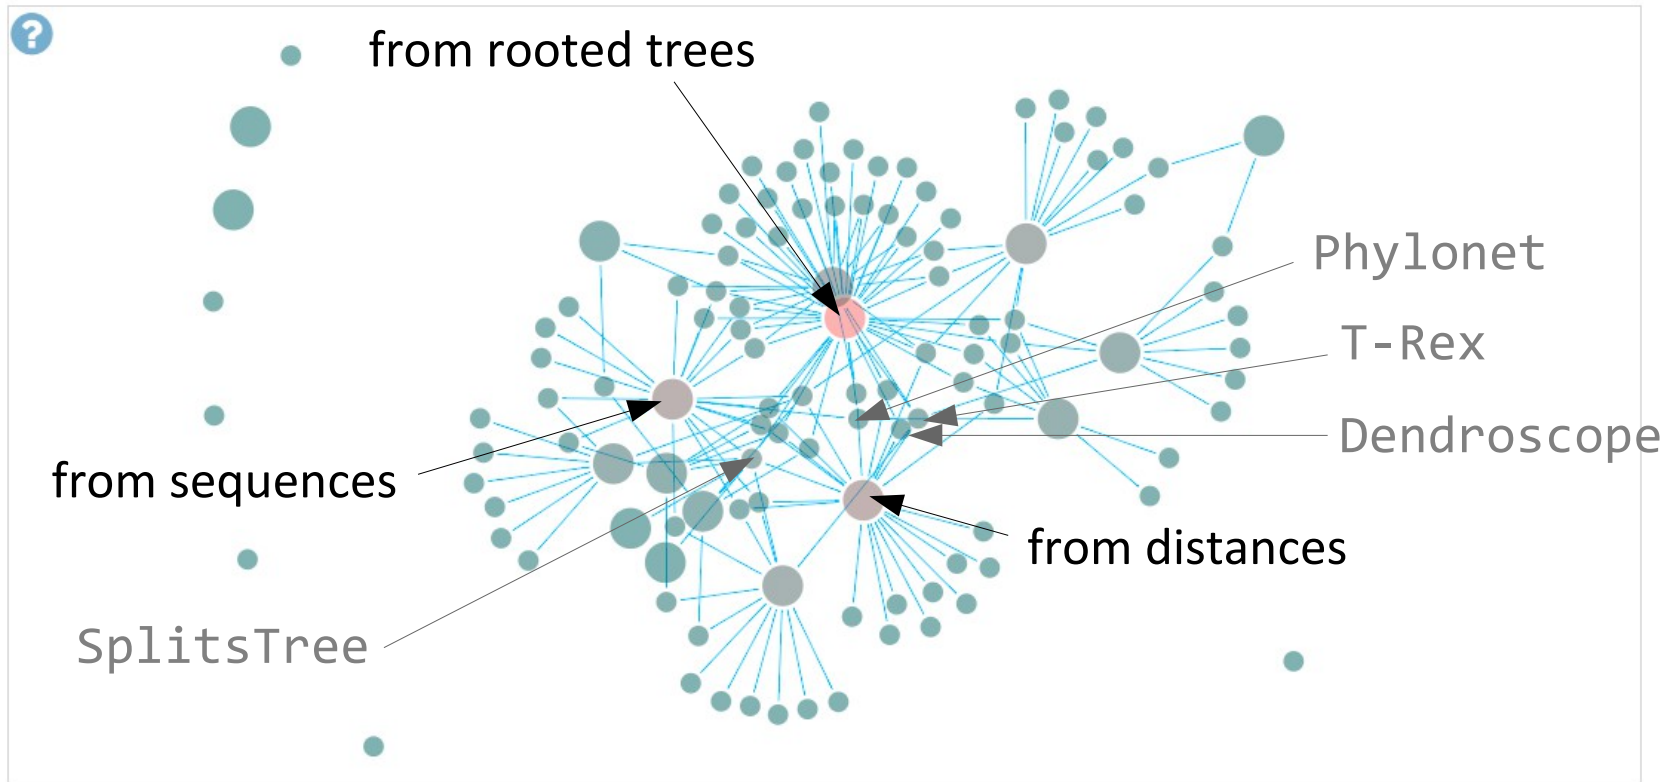 ?
from rooted trees
Phylonet
T-Rex
Dendroscope
from sequences
from distances
SplitsTree